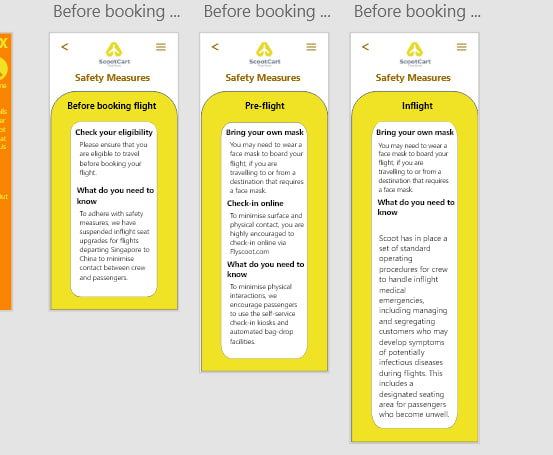 Before booking ...
Before booking ...
Before booking ...
X
ScootCart
Safety Measures
Before booking flight
Check your eligibility
Please ensure that you
are eligible to travel
before booking your
flight.
What do you need to
know
To adhere with safety
measures, we have
suspended inflight seat
upgrades for flights
departing Singapore to
China to minimise
contact between crew
and passengers.
ScootCart
Safety Measures
Pre-flight
Bring your own mask
You may need to wear a
face mask to board your
flight, if you are
travelling to or from a
destination that requires
a face mask.
Check-in online
To minimise surface and
physical contact, you are
highly encouraged to
check-in online via
Flyscoot.com
What do you need to
know
To minimise physical
interactions, we
encourage passengers
to use the self-service
check-in kiosks and
automated bag-drop
facilities.
ScootCart
Safety Measures
Inflight
Bring your own mask
You may need to wear a
face mask to board your
flight, if you are
travelling to or from a
destination that requires
a face mask.
What do you need to
know
Scoot has in place a
set of standard
operating
procedures for crew
to handle inflight
medical
emergencies,
including managing
and segregating
customers who may
develop symptoms
of potentially
infectious diseases
during flights. This
includes a
designated seating
area for passengers
who become unwell.